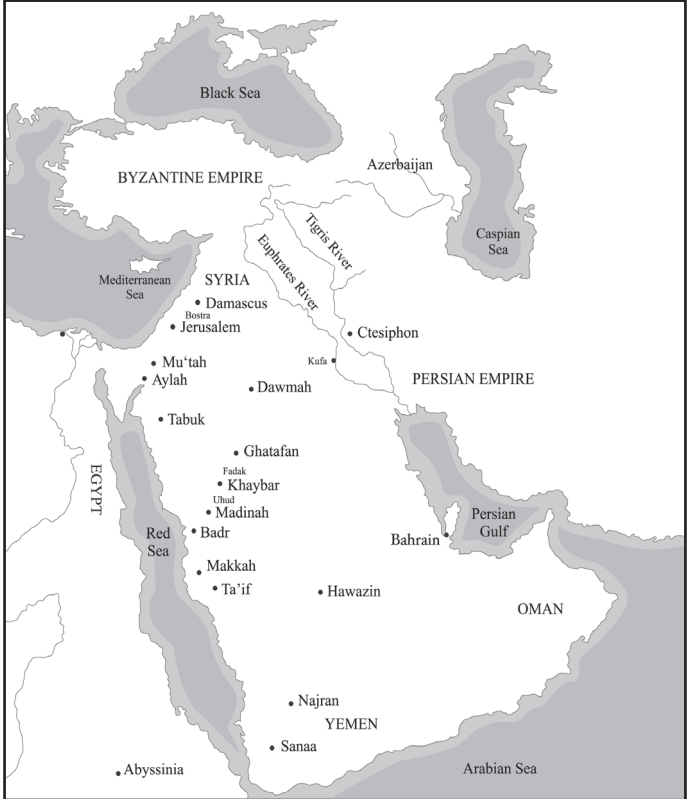 Black Sea
Azerbaijan
BYZANTINE EMPIRE
Tigris River
Caspian
Sea
Euphrates River
Mediterranean
Sea
SYRIA
Damascus
Bostra
Jerusalem
Ctesiphon
Kufa
Mu‘tah
Aylah
PERSIAN EMPIRE
Dawmah
Tabuk
Ghatafan
Fadak
Khaybar
EGYPT
Uhud
Madinah
Persian
Gulf
Red
Sea
Badr
Bahrain
Makkah
Ta’if
Hawazin
OMAN
Najran
YEMEN
Sanaa
Abyssinia
Arabian Sea